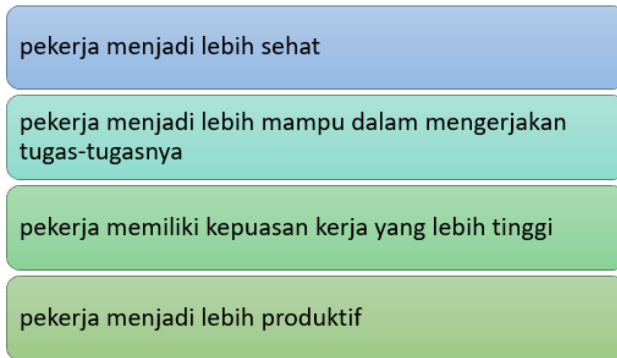 pekerja menjadi lebih sehat
pekerja menjadi lebih mampu dalam mengerjakan
tugas-tugasnya
pekerja memiliki kepuasan kerja yang lebih tinggi
pekerja menjadi lebih produktif